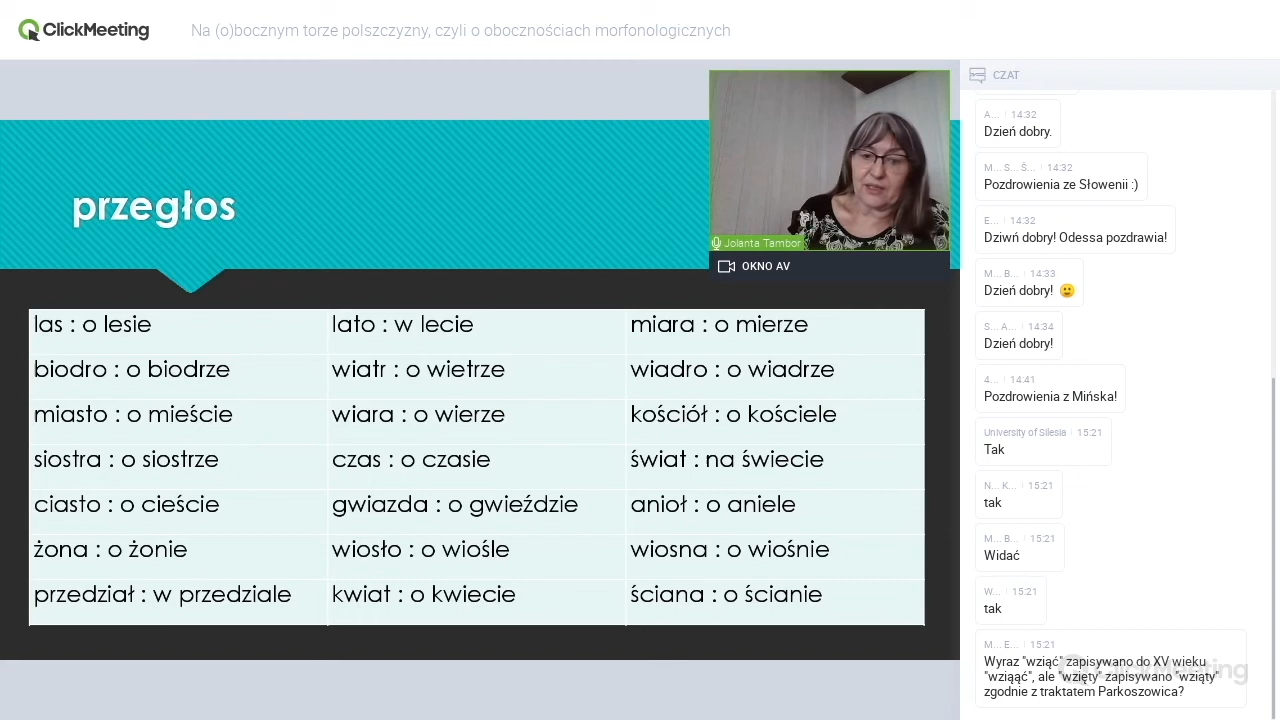 ClickMeeting
Na (o)bocznym torze polszczyzny, czyli o obocznościach morfonologicznych
przegłos
Jolanta Tambor
OKNO AV
las : o lesie
lato : w lecie
miara : o mierze
biodro : o biodrze
wiatr : o wietrze
wiadro : o wiadrze
miasto : o mieście
wiara : o wierze
kościół : o kościele
siostra : o siostrze
czas : o czasie
świat : na świecie
ciasto : o cieście
gwiazda : o gwieździe
anioł : o aniele
żona : o żonie
wiosło : o wiośle
wiosna : o wiośnie
przedział : w przedziale
kwiat : o kwiecie
ściana : o ścianie
CZAT
A... 14:32
Dzień dobry.
M... S... Š... 14:32
Pozdrowienia ze Słowenii :)
E... 14:32
Dziwń dobry! Odessa pozdrawia!
M... B... 14:33
Dzień dobry! 🙂
S... A... 14:34
Dzień dobry!
4... 14:41
Pozdrowienia z Mińska!
University of Silesia 15:21
Tak
N... K... 15:21
tak
M... B... 15:21
Widać
W... 15:21
tak
M... E... 15:21
Wyraz "wziąć" zapisywano do XV wieku
"wziąąć", ale "wzięty" zapisywano "wziąty"
zgodnie z traktatem Parkoszowica?
ClickMeeting